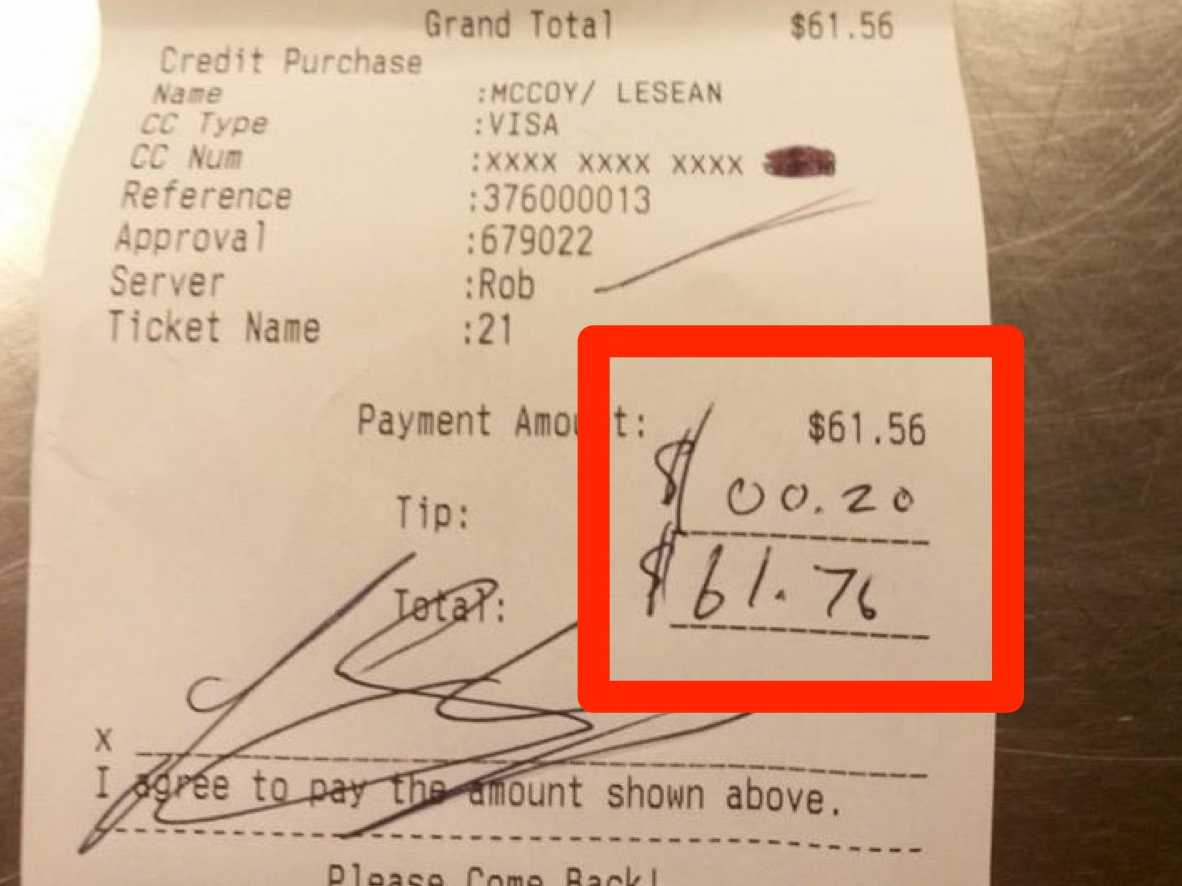 Grand Total $61.56
Credit Purchase
Name :MCCOY/ LESEAN
CC Type :VISA
CC Num :xxxx xxxx xxxx
Reference :376000013
Approval :679022
Server :Rob
Ticket Name :21
Payment Amount: $61.56
Tip: $ 00.20
Total: $ 61.76
X
I agree to pay the amount shown above.
Please Come Back!